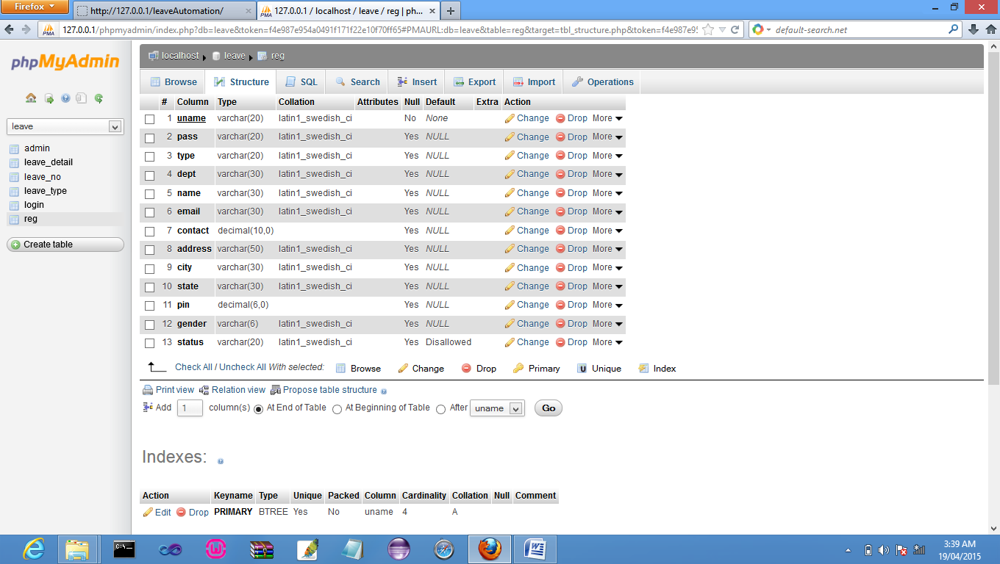 Firefox
http://127.0.0.1/leaveAutomation/
127.0.0.1 / localhost / leave / reg | ph...
127.0.0.1/phpmyadmin/index.php?db=leave&token=f4e987e954a0491f171f22e10f70ff65#PMAURL:db=leave&table=reg&target=tbl_structure.php&token=f4e987e95
default-search.net
phpMyAdmin
leave
admin
leave_detail
leave_no
leave_type
login
reg
Create table
localhost leave reg
Browse Structure SQL Search Insert Export Import Operations
# Column Type Collation Attributes Null Default Extra Action
1 uname varchar(20) latin1_swedish_ci No None Change Drop More
2 pass varchar(20) latin1_swedish_ci Yes NULL Change Drop More
3 type varchar(20) latin1_swedish_ci Yes NULL Change Drop More
4 dept varchar(30) latin1_swedish_ci Yes NULL Change Drop More
5 name varchar(30) latin1_swedish_ci Yes NULL Change Drop More
6 email varchar(30) latin1_swedish_ci Yes NULL Change Drop More
7 contact decimal(10,0) Yes NULL Change Drop More
8 address varchar(50) latin1_swedish_ci Yes NULL Change Drop More
9 city varchar(30) latin1_swedish_ci Yes NULL Change Drop More
10 state varchar(30) latin1_swedish_ci Yes NULL Change Drop More
11 pin decimal(6,0) Yes NULL Change Drop More
12 gender varchar(6) latin1_swedish_ci Yes NULL Change Drop More
13 status varchar(20) latin1_swedish_ci Yes Disallowed Change Drop More
Check All / Uncheck All With selected: Browse Change Drop Primary Unique Index
Print view Relation view Propose table structure
Add 1 column(s) At End of Table At Beginning of Table After uname Go
Indexes:
Action Keyname Type Unique Packed Column Cardinality Collation Null Comment
Edit Drop PRIMARY BTREE Yes No uname 4 A
3:39 AM
19/04/2015